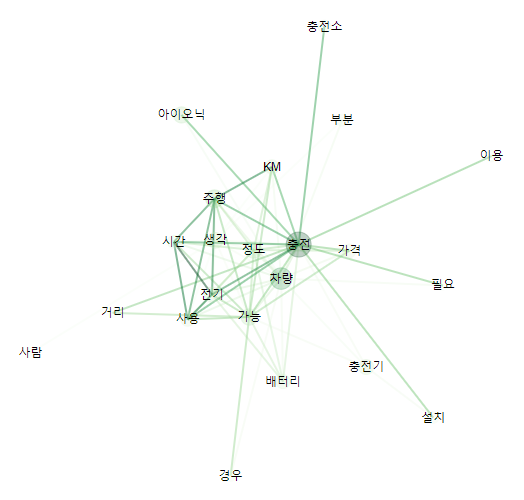 충전소
아이오닉
부분
이용
KM
주행
시간
생각
정도
충전
가격
차량
필요
전기
거리
사용
가능
사람
충전기
배터리
설치
경우